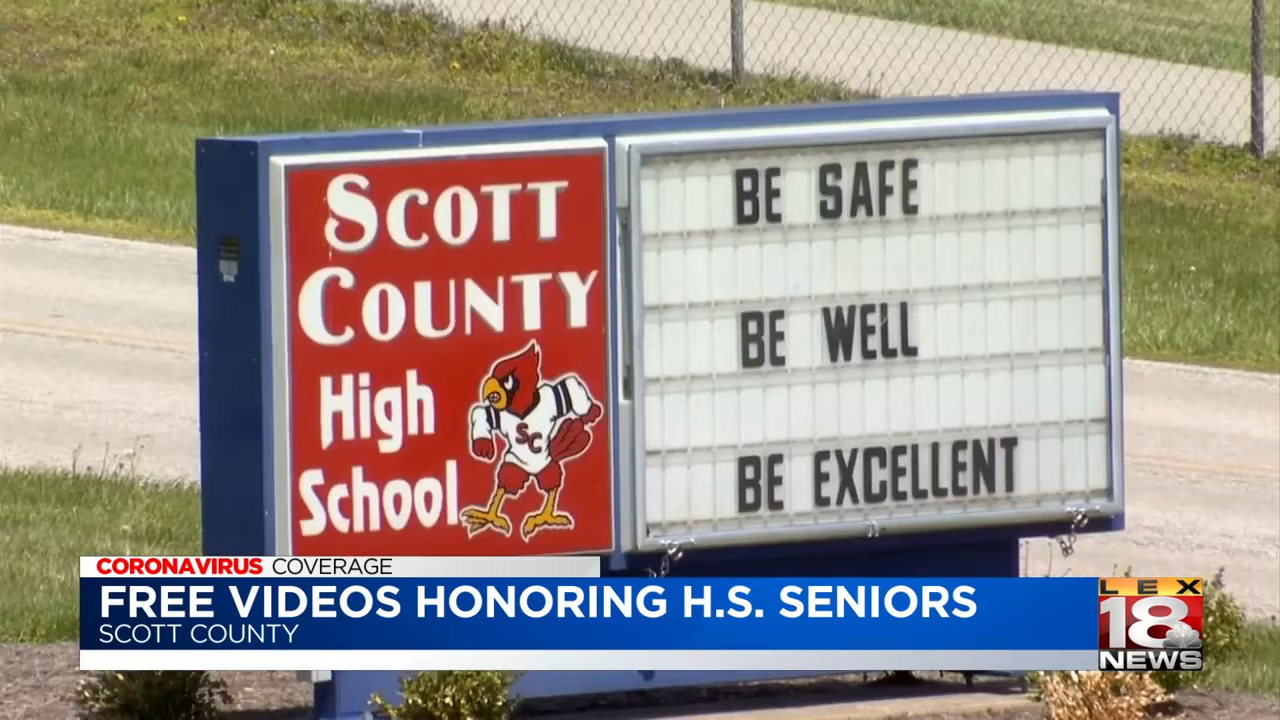 Scott
County
High
School
SC
BE SAFE
BE WELL
BE EXCELLENT
CORONAVIRUS COVERAGE
FREE VIDEOS HONORING H.S. SENIORS
SCOTT COUNTY
LEX
18
NEWS